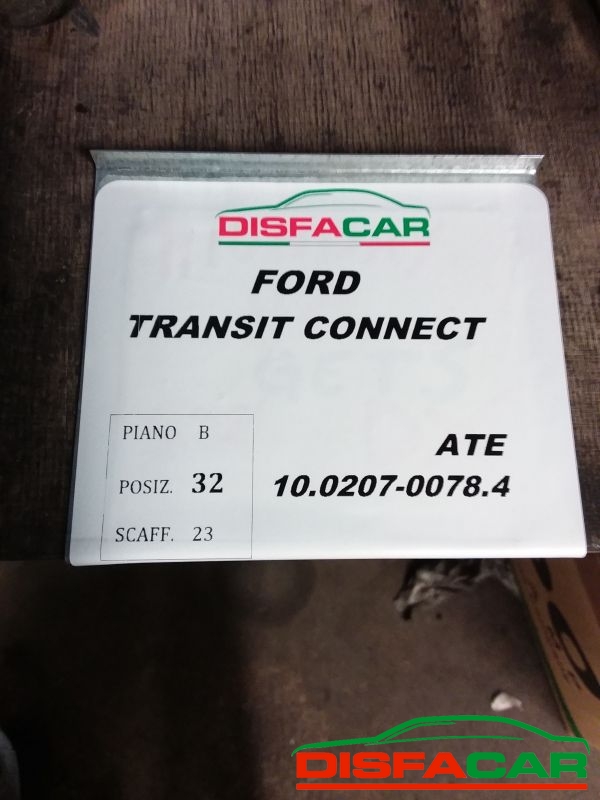 DISFACAR
FORD
TRANSIT CONNECT
ATE
10.0207-0078.4
PIANO B
POSIZ. 32
SCAFF. 23
DISFACAR